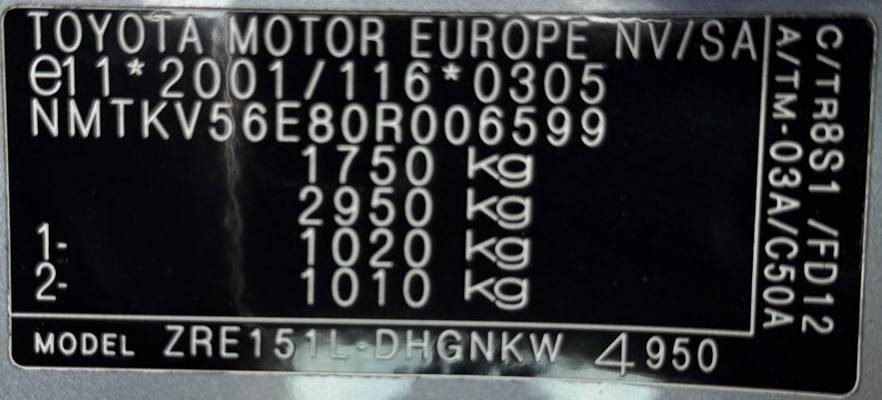 TOYOTA MOTOR EUROPE NV/SA
e11*2001/116*0305
NMTKV56E80R006599
1750 kg
2950 kg
1- 1020 kg
2- 1010 kg
MODEL ZRE151L-DHGNKW 4950
C/TR8S1 /FD12
A/TM-03A/C50A